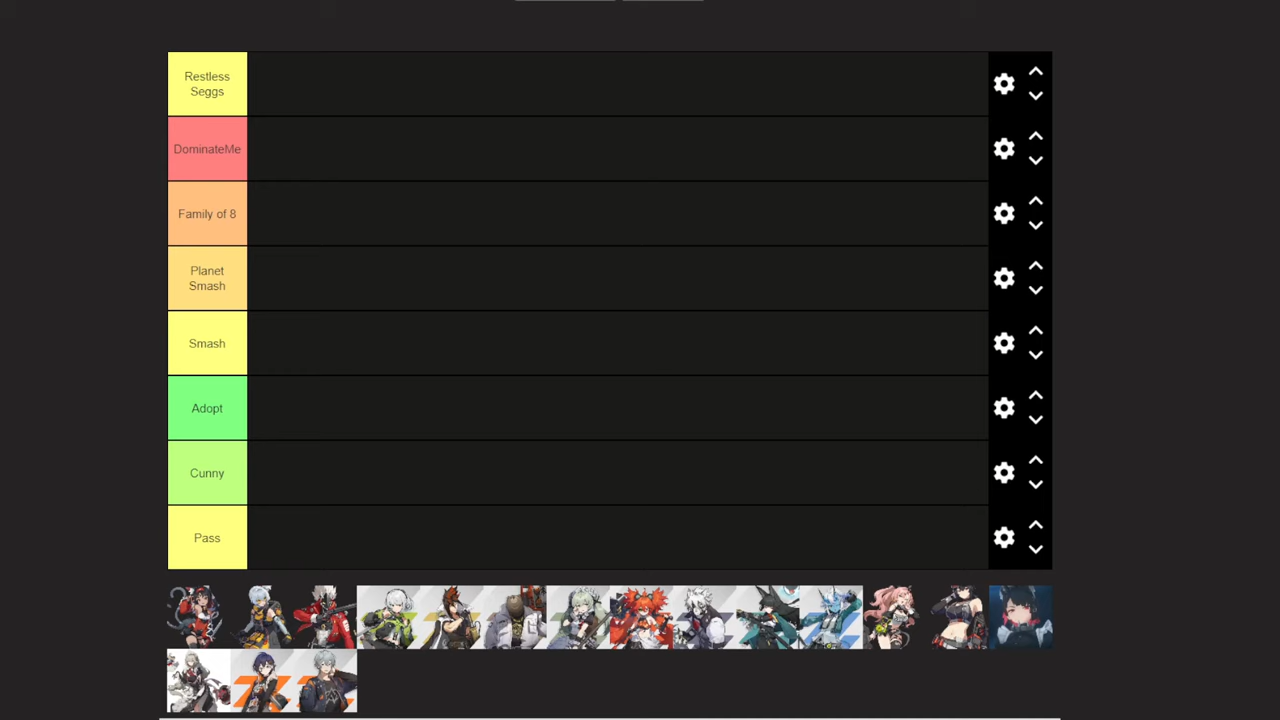 Restless
Seggs
DominateMe
Family of 8
Planet
Smash
Smash
Adopt
Cunny
Pass